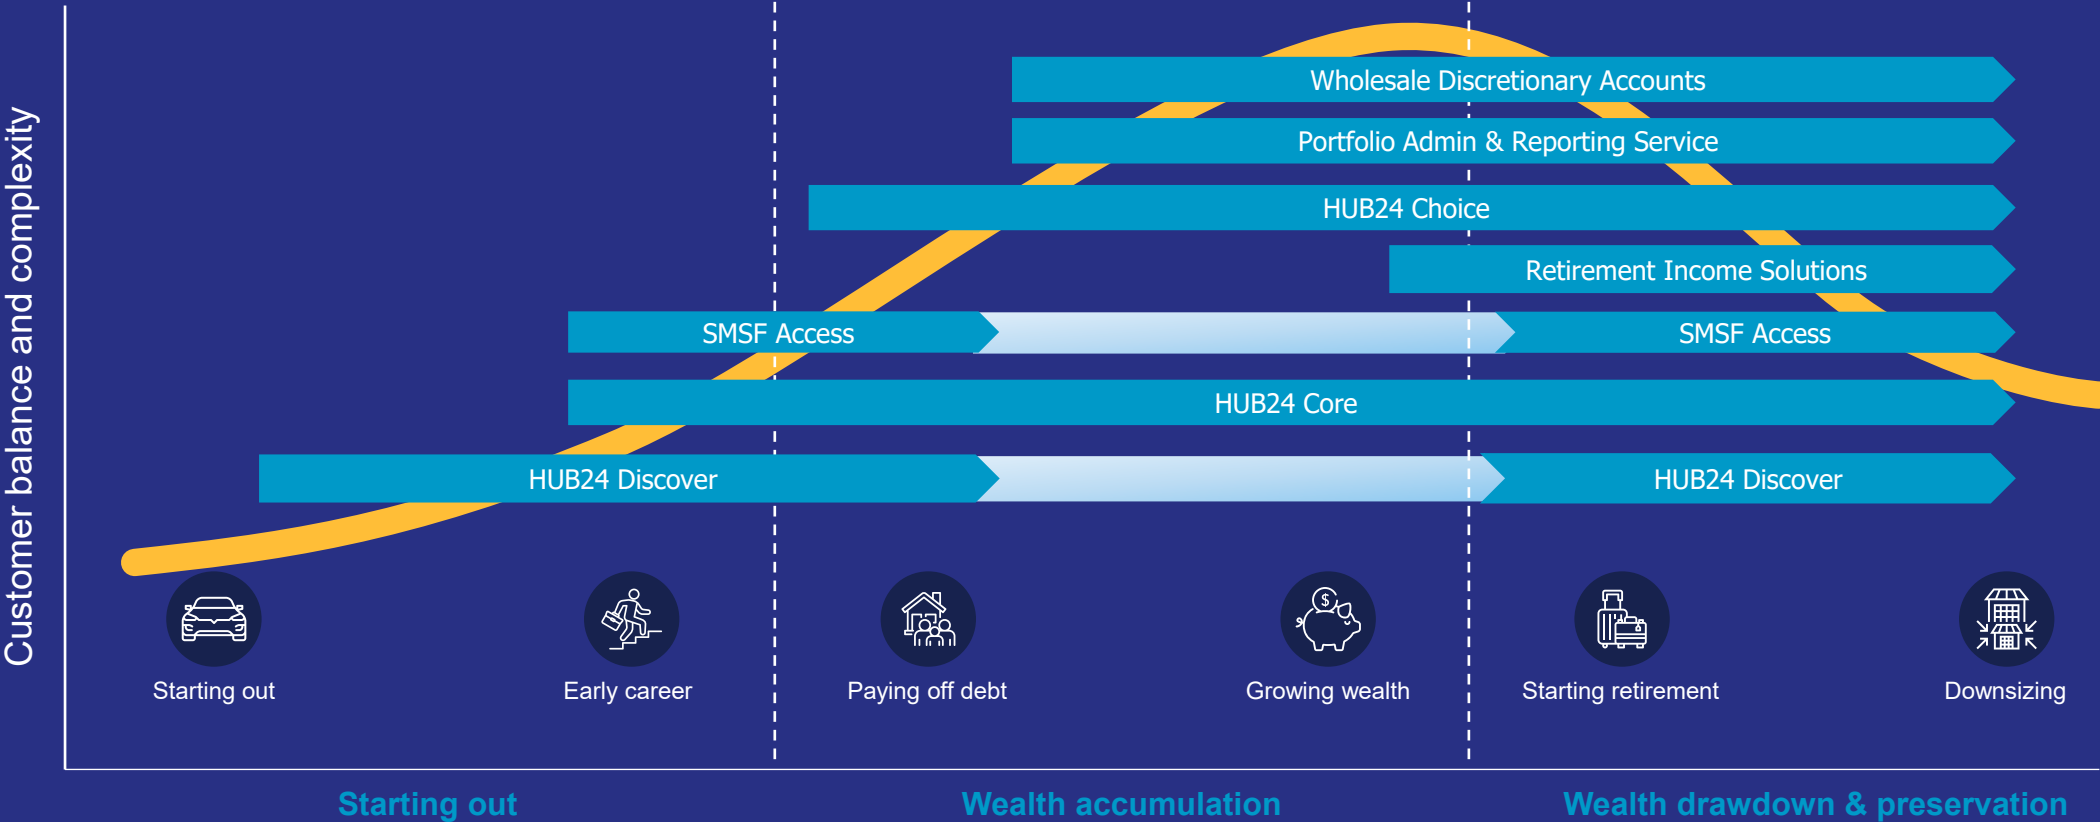 Customer balance and complexity
Wholesale Discretionary Accounts
Portfolio Admin & Reporting Service
HUB24 Choice
Retirement Income Solutions
SMSF Access
SMSF Access
HUB24 Core
HUB24 Discover
HUB24 Discover
$
Starting out
Early career
Paying off debt
Growing wealth
Starting retirement
Downsizing
Starting out
Wealth accumulation
Wealth drawdown & preservation